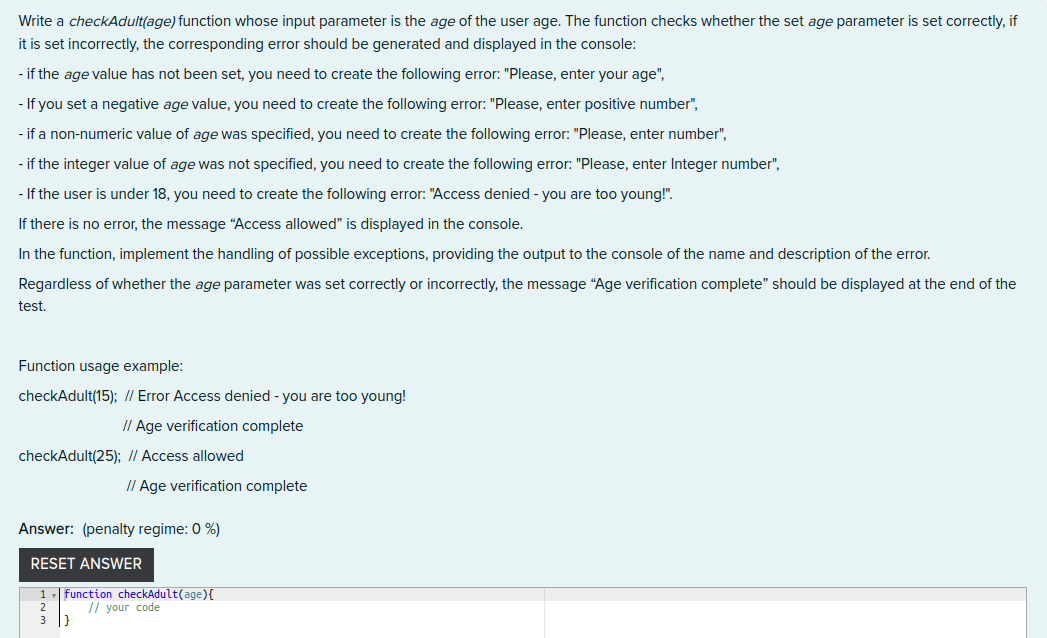 Write a checkAdult(age) function whose input parameter is the age of the user age. The function checks whether the set age parameter is set correctly, if
it is set incorrectly, the corresponding error should be generated and displayed in the console:
- if the age value has not been set, you need to create the following error: "Please, enter your age",
- If you set a negative age value, you need to create the following error: "Please, enter positive number",
- if a non-numeric value of age was specified, you need to create the following error: "Please, enter number",
- if the integer value of age was not specified, you need to create the following error: "Please, enter Integer number",
- If the user is under 18, you need to create the following error: "Access denied - you are too young!".
If there is no error, the message “Access allowed” is displayed in the console.
In the function, implement the handling of possible exceptions, providing the output to the console of the name and description of the error.
Regardless of whether the age parameter was set correctly or incorrectly, the message “Age verification complete” should be displayed at the end of the
test.
Function usage example:
checkAdult(15); // Error Access denied - you are too young!
// Age verification complete
checkAdult(25); // Access allowed
// Age verification complete
Answer: (penalty regime: 0 %)
RESET ANSWER
1 function checkAdult(age){
2 // your code
3 }